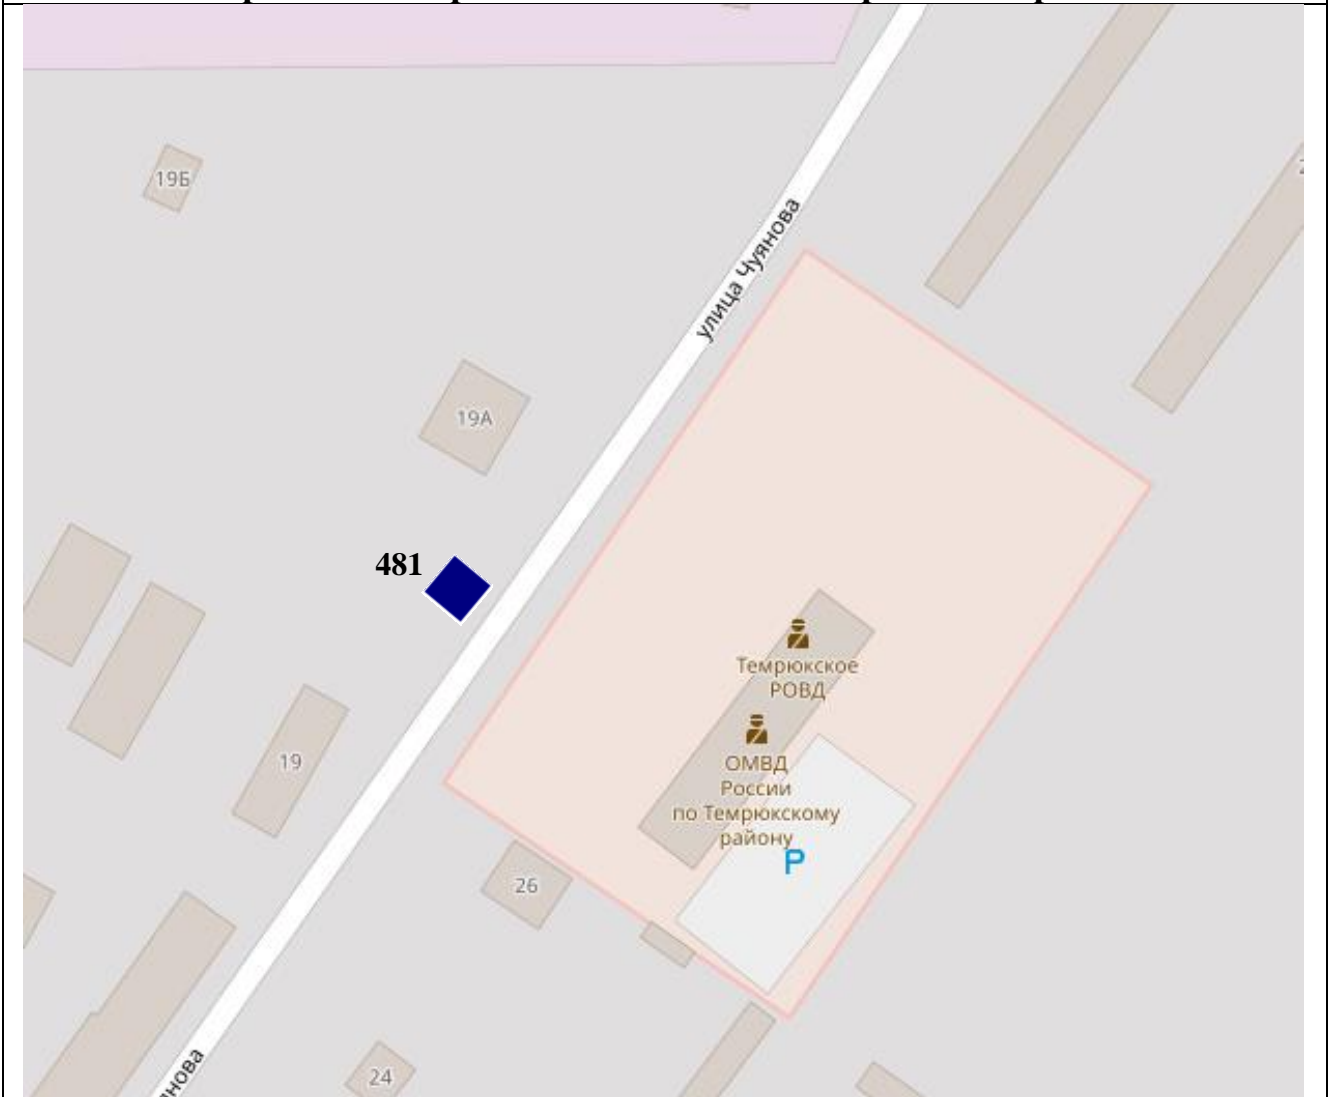 19Б
улица Чуянова
19А
481
Темрюкское
РОВД
19
ОМВД
России
по Темрюкскому
району
P
26
24